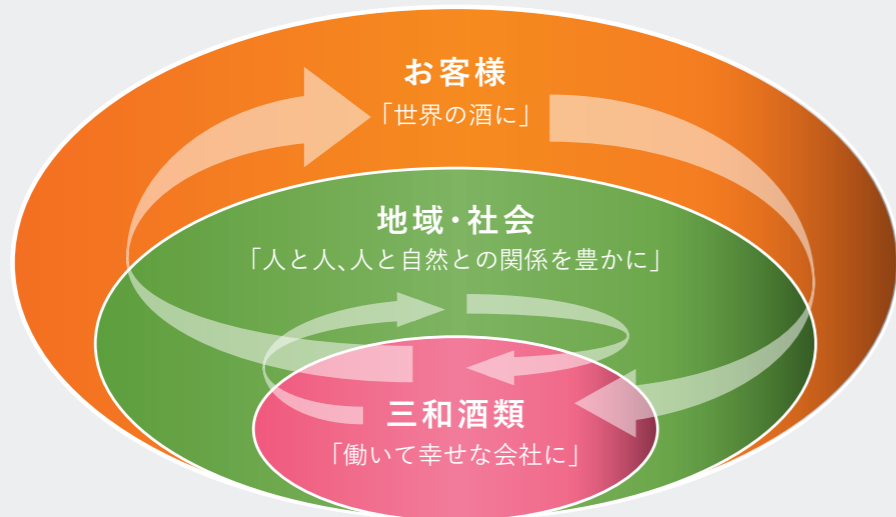 お客様
「世界の酒に」
地域・社会
「人と人、人と自然との関係を豊かに」
三和酒類
「働いて幸せな会社に」